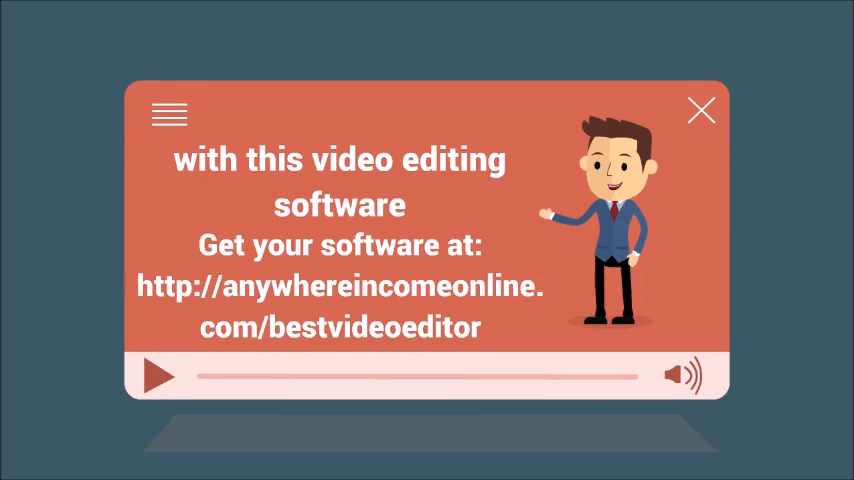 with this video editing
software
Get your software at:
http://anywhereincomeonline.
com/bestvideoeditor